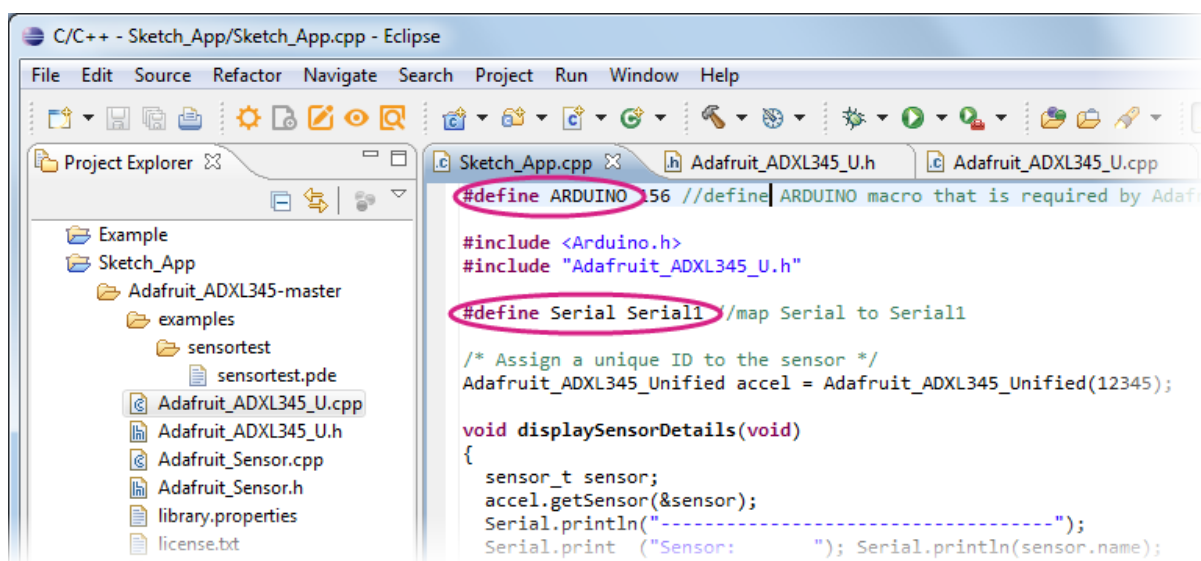 C/C++ - Sketch_App/Sketch_App.cpp - Eclipse
File Edit Source Refactor Navigate Search Project Run Window Help
Project Explorer
Example
Sketch_App
Adafruit_ADXL345-master
examples
sensortest
sensortest.pde
Adafruit_ADXL345_U.cpp
Adafruit_ADXL345_U.h
Adafruit_Sensor.cpp
Adafruit_Sensor.h
library.properties
license.txt
Sketch_App.cpp Adafruit_ADXL345_U.h Adafruit_ADXL345_U.cpp
#define ARDUINO 156 //define ARDUINO macro that is required by Adafr
#include <Arduino.h>
#include "Adafruit_ADXL345_U.h"
#define Serial Serial1 //map Serial to Serial1
/* Assign a unique ID to the sensor */
Adafruit_ADXL345_Unified accel = Adafruit_ADXL345_Unified(12345);
void displaySensorDetails(void)
{
sensor_t sensor;
accel.getSensor(&sensor);
Serial.println("------------------------------------");
Serial.print ("Sensor:       "); Serial.println(sensor.name);